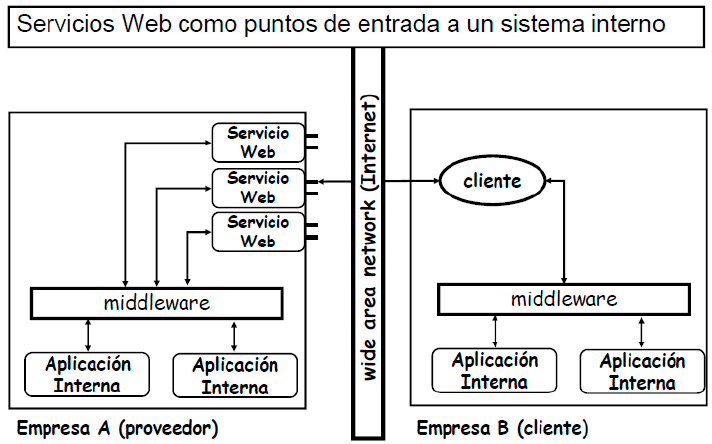 Servicios Web como puntos de entrada a un sistema interno
Servicio
Web
Servicio
Web
Servicio
Web
middleware
Aplicación
Interna
Aplicación
Interna
Empresa A (proveedor)
wide area network (Internet)
cliente
middleware
Aplicación
Interna
Aplicación
Interna
Empresa B (cliente)